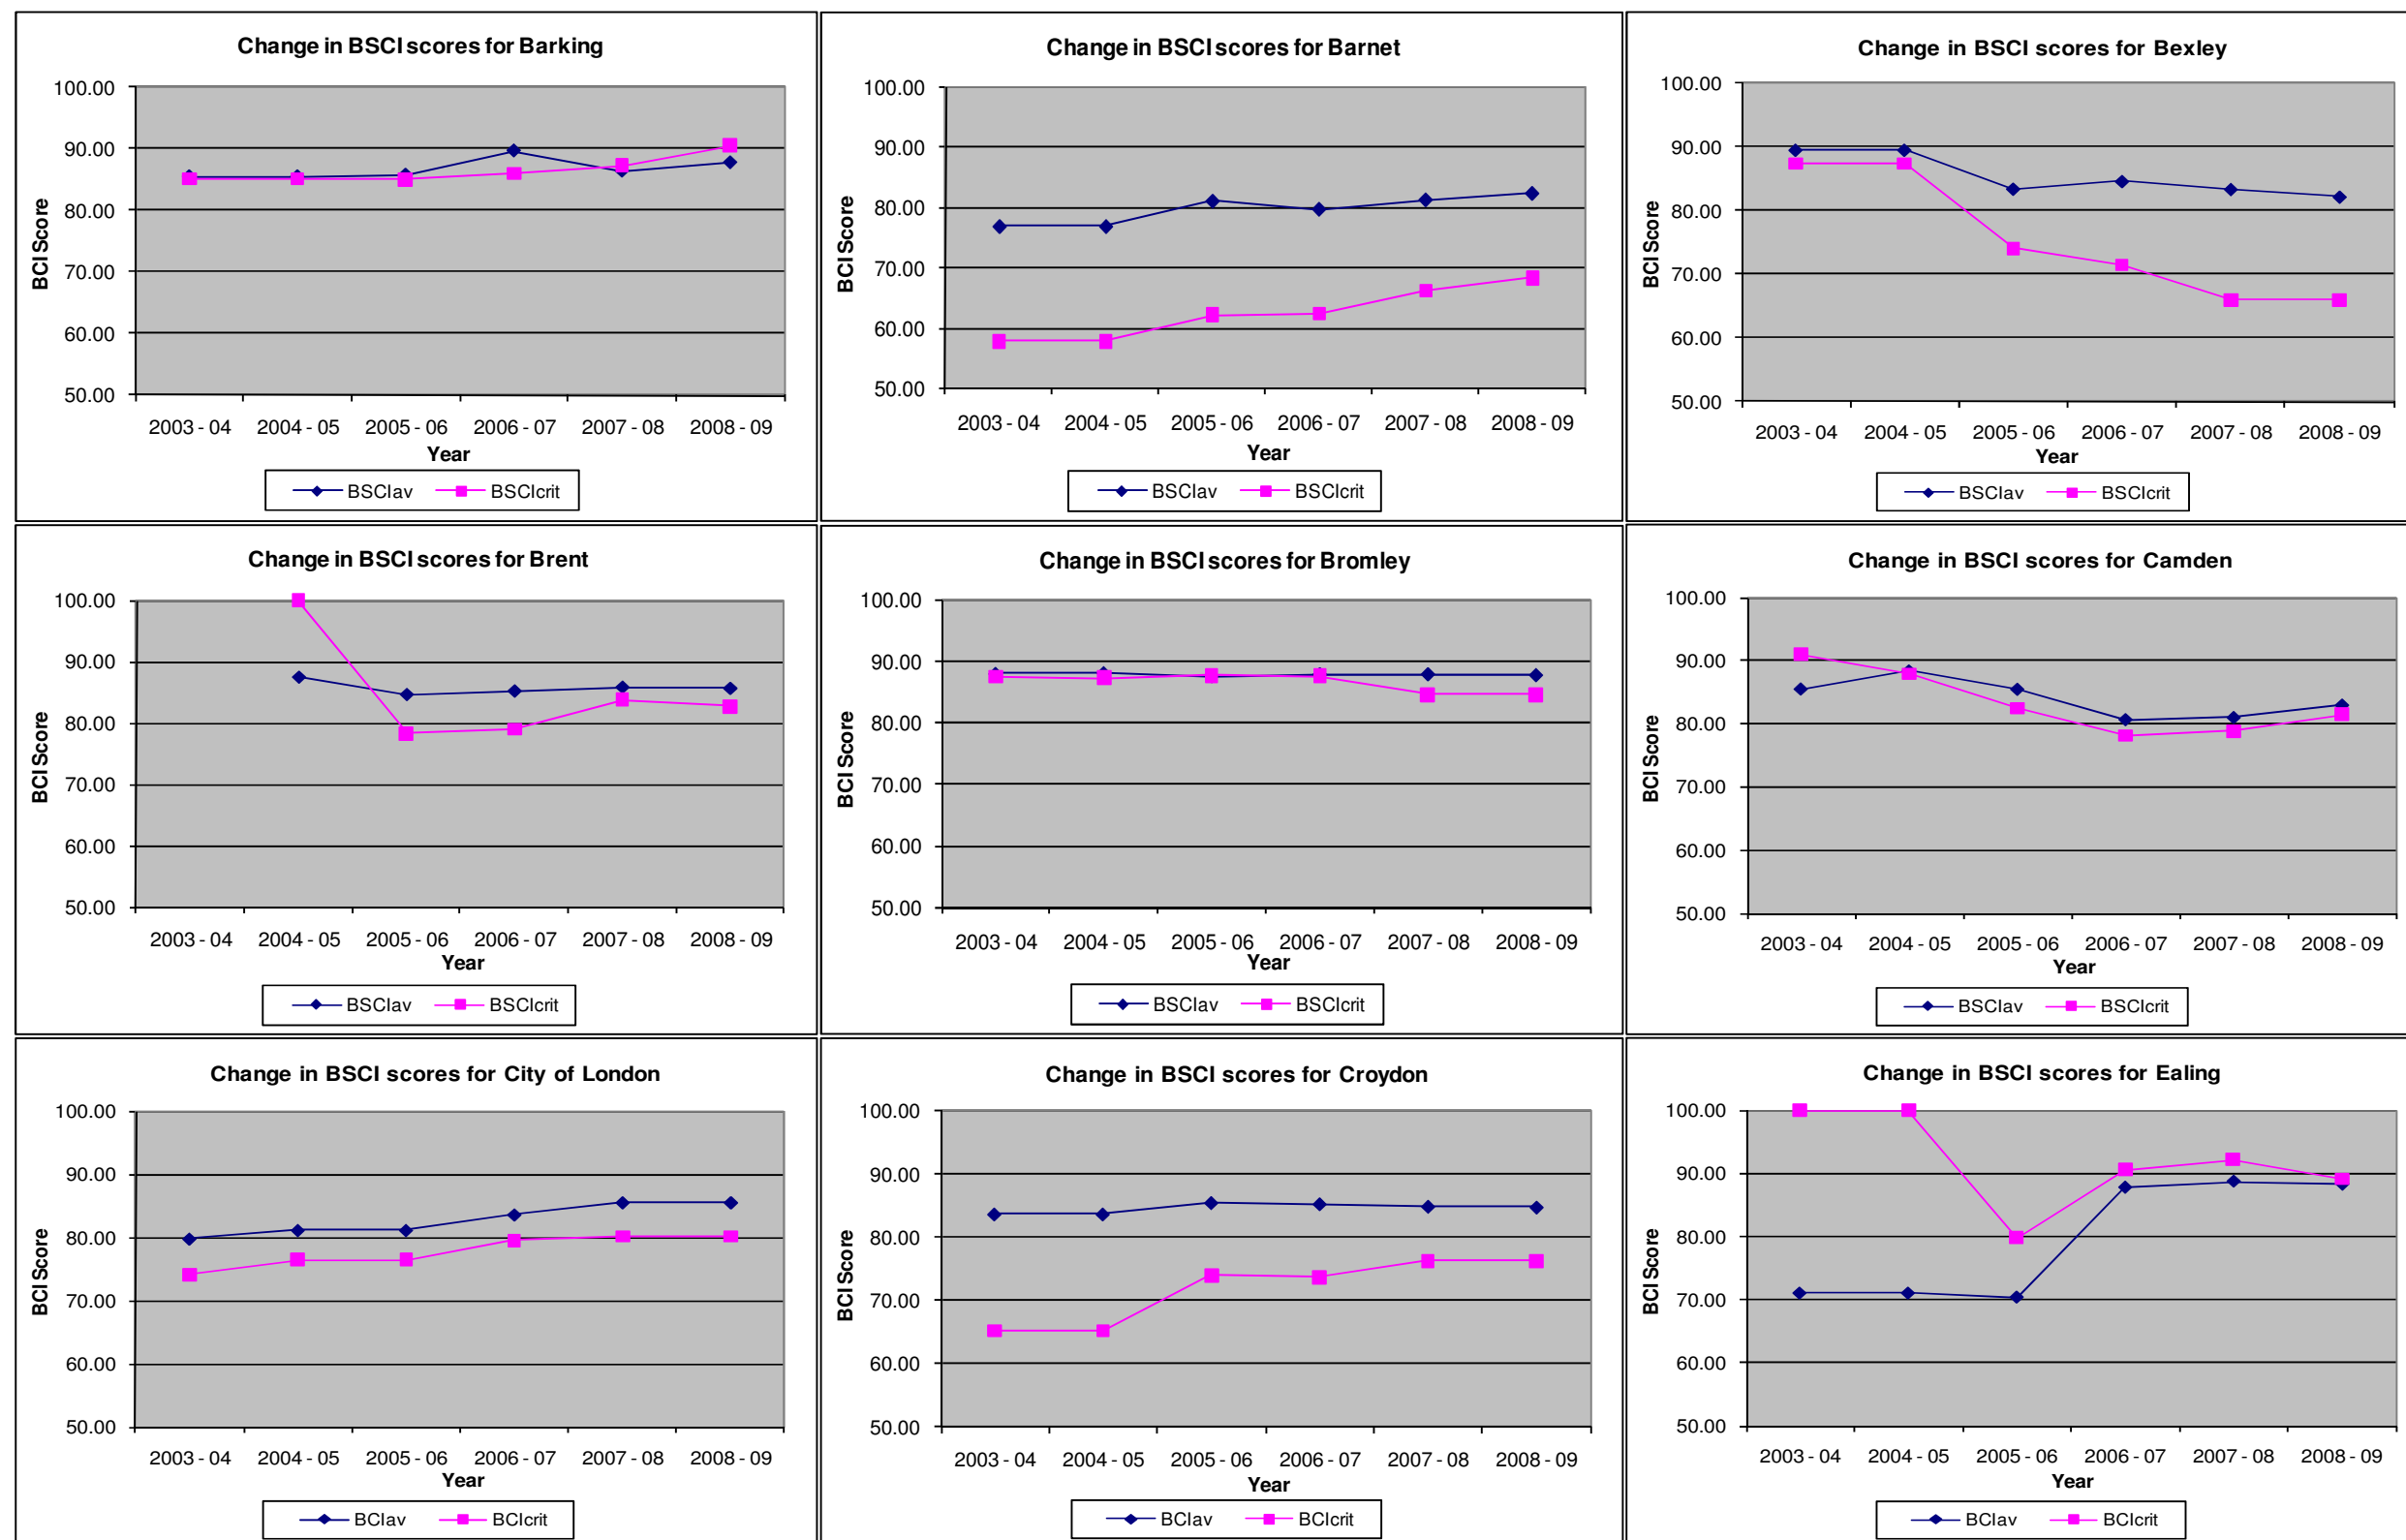 Change in BSCI scores for Barking
100.00
90.00
80.00
70.00
60.00
50.00
BCI Score
2003 - 04 2004 - 05 2005 - 06 2006 - 07 2007 - 08 2008 - 09
Year
BSCIav BSCIcrit
Change in BSCI scores for Barnet
100.00
90.00
80.00
70.00
60.00
50.00
BCI Score
2003 - 04 2004 - 05 2005 - 06 2006 - 07 2007 - 08 2008 - 09
Year
BSCIav BSCIcrit
Change in BSCI scores for Bexley
100.00
90.00
80.00
70.00
60.00
50.00
BCI Score
2003 - 04 2004 - 05 2005 - 06 2006 - 07 2007 - 08 2008 - 09
Year
BSCIav BSCIcrit
Change in BSCI scores for Brent
100.00
90.00
80.00
70.00
60.00
50.00
BCI Score
2003 - 04 2004 - 05 2005 - 06 2006 - 07 2007 - 08 2008 - 09
Year
BSCIav BSCIcrit
Change in BSCI scores for Bromley
100.00
90.00
80.00
70.00
60.00
50.00
BCI Score
2003 - 04 2004 - 05 2005 - 06 2006 - 07 2007 - 08 2008 - 09
Year
BSCIav BSCIcrit
Change in BSCI scores for Camden
100.00
90.00
80.00
70.00
60.00
50.00
BCI Score
2003 - 04 2004 - 05 2005 - 06 2006 - 07 2007 - 08 2008 - 09
Year
BSCIav BSCIcrit
Change in BSCI scores for City of London
100.00
90.00
80.00
70.00
60.00
50.00
BCI Score
2003 - 04 2004 - 05 2005 - 06 2006 - 07 2007 - 08 2008 - 09
Year
BCIav BCIcrit
Change in BSCI scores for Croydon
100.00
90.00
80.00
70.00
60.00
50.00
BCI Score
2003 - 04 2004 - 05 2005 - 06 2006 - 07 2007 - 08 2008 - 09
Year
BCIav BCIcrit
Change in BSCI scores for Ealing
100.00
90.00
80.00
70.00
60.00
50.00
BCI Score
2003 - 04 2004 - 05 2005 - 06 2006 - 07 2007 - 08 2008 - 09
Year
BCIav BCIcrit